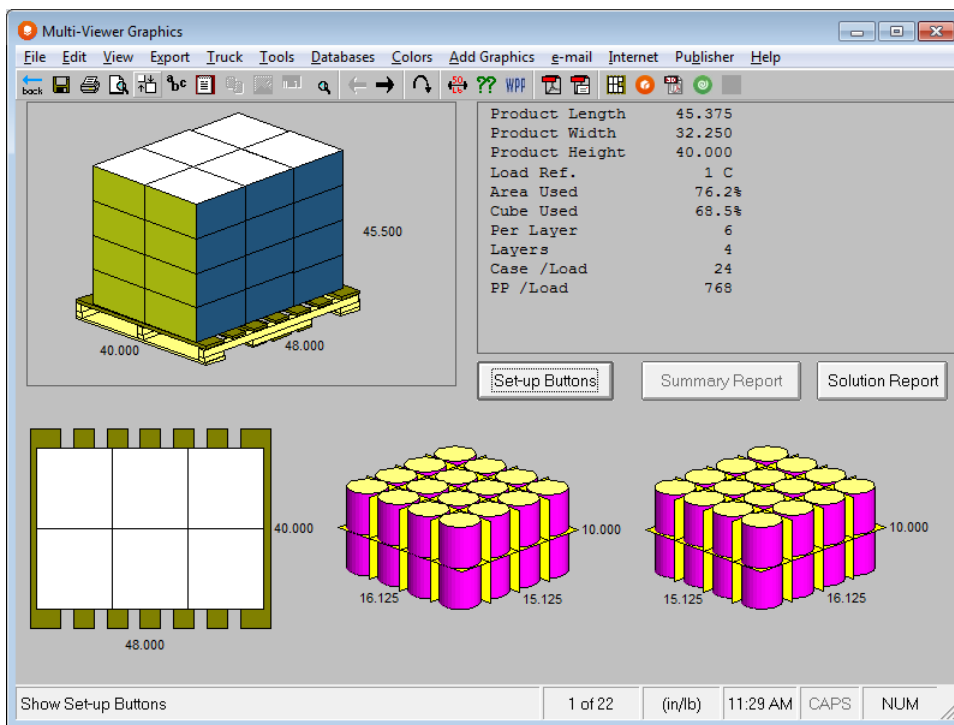 Multi-Viewer Graphics
File Edit View Export Truck Tools Databases Colors Add Graphics e-mail Internet Publisher Help
back abc 50 L6 ?? WPF
Product Length 45.375
Product Width 32.250
Product Height 40.000
Load Ref. 1 C
Area Used 76.2%
Cube Used 68.5%
Per Layer 6
Layers 4
Case /Load 24
PP /Load 768
45.500
40.000 48.000
Set-up Buttons Summary Report Solution Report
40.000
48.000
10.000
16.125 15.125
10.000
15.125 16.125
Show Set-up Buttons 1 of 22 (in/lb) 11:29 AM CAPS NUM